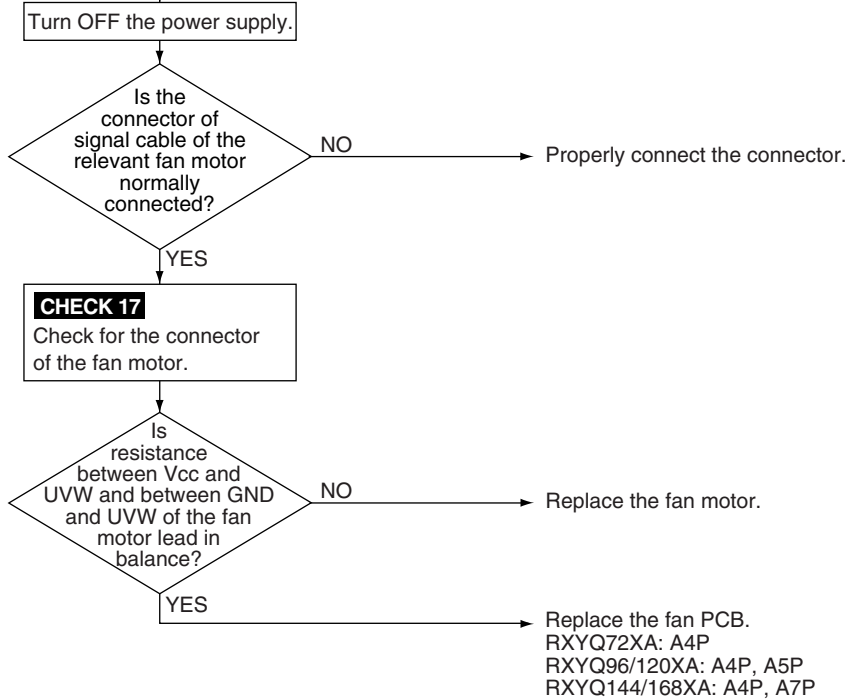 Turn OFF the power supply.
Is the
connector of
signal cable of the
relevant fan motor
normally
connected?
NO
Properly connect the connector.
YES
CHECK 17
Check for the connector
of the fan motor.
Is
resistance
between Vcc and
UVW and between GND
and UVW of the fan
motor lead in
balance?
NO
Replace the fan motor.
YES
Replace the fan PCB.
RXYQ72XA: A4P
RXYQ96/120XA: A4P, A5P
RXYQ144/168XA: A4P, A7P